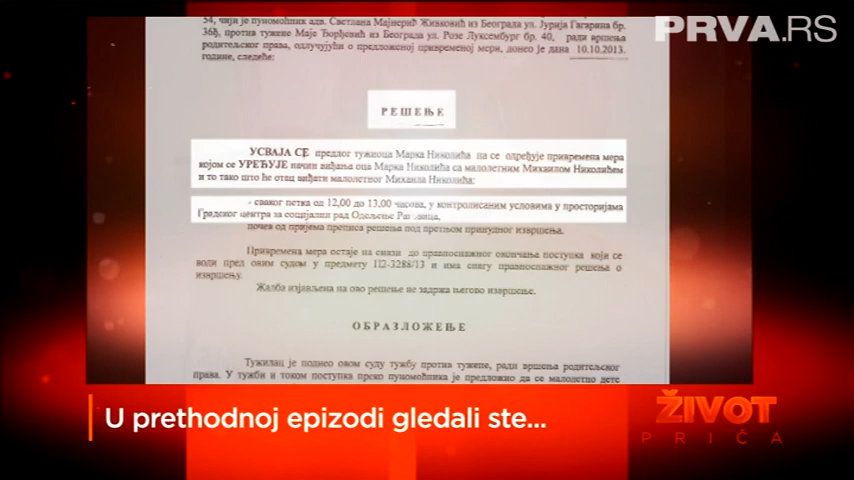 PRVA.RS
54, чији је пуномоћник адв. Светлана Мајнерић Живковић из Београда ул. Јурија Гагарина бр.
36ђ, против тужене Маје Ђорђевић из Београда ул. Розе Луксембург бр. 40, ради вршења
родитељског права, одлучујући о предложеној привременој мери, донео је дана 10.10.2013.
године, следеће:
РЕШЕЊЕ
УСВАЈА СЕ предлог тужиоца Марка Николића па се одређује привремена мера
којом се УРЕЂУЈЕ начин виђања оца Марка Николића са малолетним Михаилом Николићем
и то тако што ће отац виђати малолетног Михаила Николића:
- сваког петка од 12,00 до 13,00 часова, у контролисаним условима у просторијама
Градског центра за социјални рад Одељење
почев од пријема преписа решења под претњом принудног извршења.
Привремена мера остаје на снази до правноснажног окончања поступка који се
води пред овим судом у предмету П2-3288/13 и има снагу правноснажног решења о
извршењу.
Жалба изјављена на ово решење не задржа његово извршење.
ОБРАЗЛОЖЕЊЕ
Тужилац је поднео овом суду тужбу против тужене, ради вршења родитељског
права. У тужби и током поступка преко пуномоћника је предложио да се малолетно дете
U prethodnoj epizodi gledali ste...
ŽIVOT
PRIČA